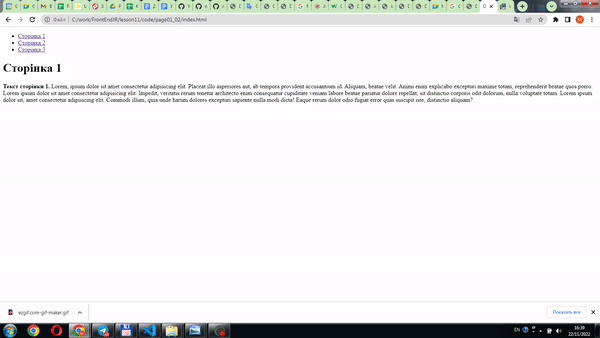 Файл C:/work/FrontEndJR/lesson11/code/page01_02/index.html
Сторінка 1
Сторінка 2
Сторінка 3
Сторінка 1
Текст сторінки 1. Lorem, ipsum dolor sit amet consectetur adipisicing elit. Placeat illo asperiores aut, ab tempora provident accusantium id. Aliquam, beatae velit. Animi enim explicabo excepturi maxime totam, reprehenderit beatae quos porro.
Lorem ipsum dolor sit amet consectetur adipisicing elit. Impedit, veritatis rerum tenetur architecto enim consequatur cupiditate veniam labore beatae pariatur dolore repellat, sit distinctio corporis odit dolorum, nulla voluptate totam. Lorem ipsum
dolor sit, amet consectetur adipisicing elit. Commodi illum, quia unde harum dolores excepturi sapiente nulla modi dicta! Eaque rerum dolor odio fugiat error quas suscipit iste, distinctio aliquam?
ezgif.com-gif-maker.gif
Показать все
EN
16:39
22/11/2022